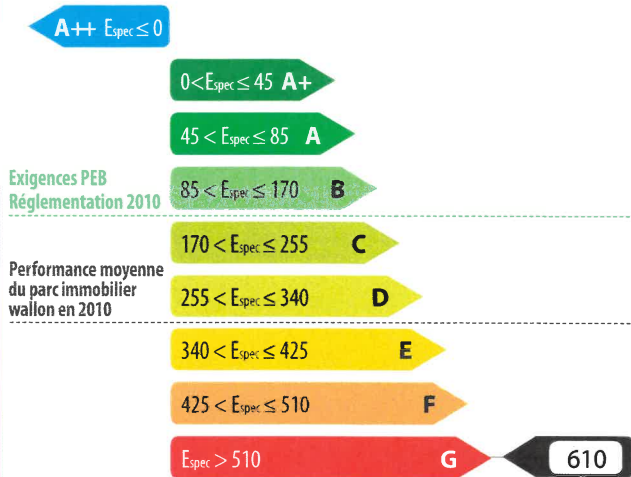 A++ Espec ≤ 0
0<Espec ≤ 45 A+
45 < Espec ≤ 85 A
Exigences PEB
Réglementation 2010
85 < Espec ≤ 170 B
170 < Espec ≤ 255 C
Performance moyenne
du parc immobilier
wallon en 2010
255 < Espec ≤ 340 D
340 < Espec ≤ 425 E
425 < Espec ≤ 510 F
Espec > 510 G 610